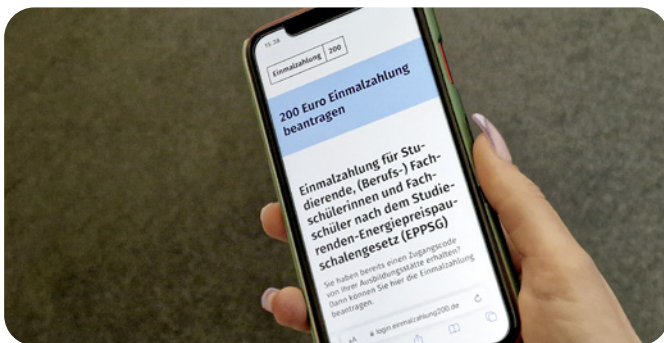 15:38
Einmalzahlung 200
200 Euro Einmalzahlung
beantragen
Einmalzahlung für Stu-
dierende, (Berufs-) Fach-
schülerinnen und Fach-
schüler nach dem Studie-
renden-Energiepreispau-
schalengesetz (EPPSG)
Sie haben bereits einen Zugangscode
von Ihrer Ausbildungsstätte erhalten?
Dann können Sie hier die Einmalzahlung
beantragen.
AA login.einmalzahlung200.de